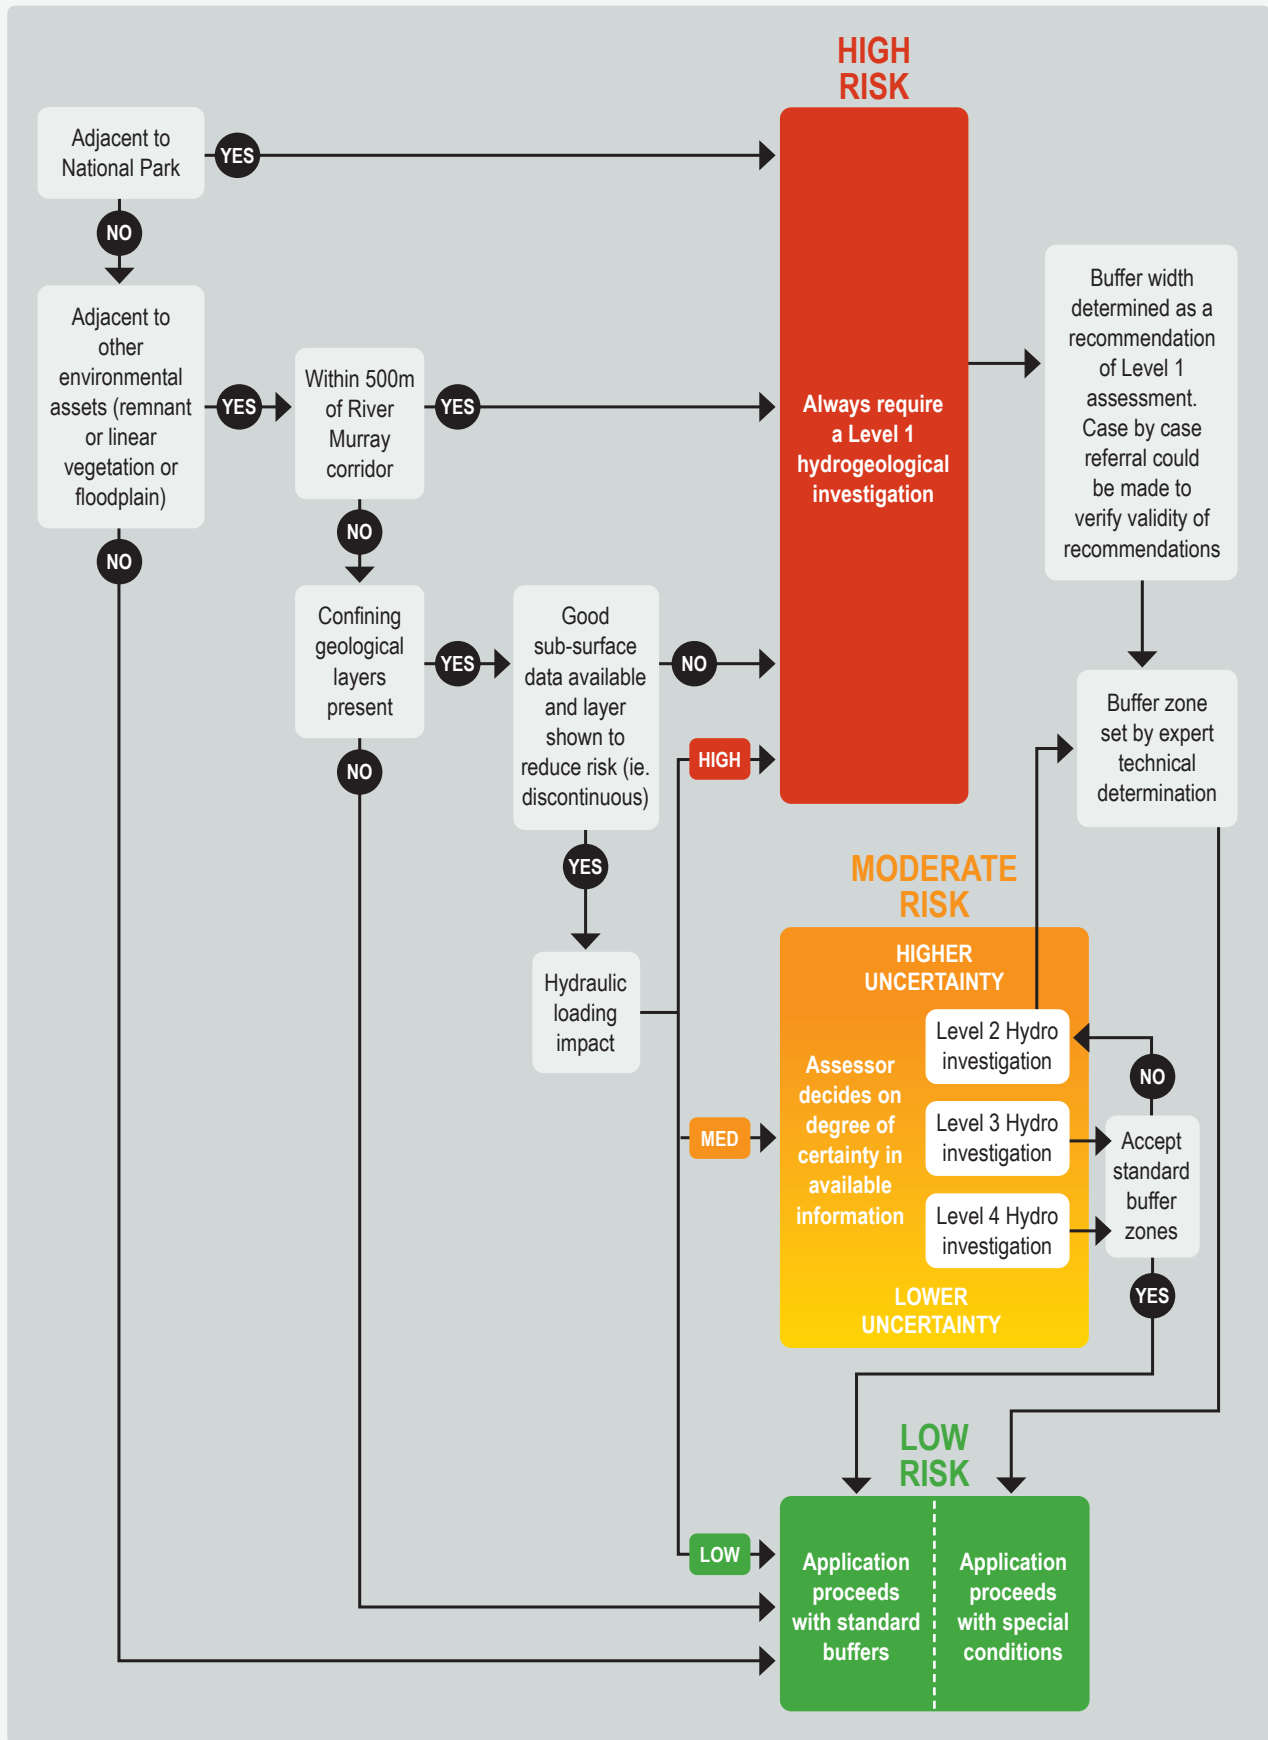 HIGH
RISK
Adjacent to
National Park
YES
NO
Adjacent to
other
environmental
assets (remnant
or linear
vegetation or
floodplain)
YES
NO
Within 500m
of River
Murray
corridor
YES
NO
Always require
a Level 1
hydrogeological
investigation
Buffer width
determined as a
recommendation
of Level 1
assessment.
Case by case
referral could
be made to
verify validity of
recommendations
Confining
geological
layers
present
YES
NO
Good
sub-surface
data available
and layer
shown to
reduce risk (ie.
discontinuous)
NO
YES
HIGH
Buffer zone
set by expert
technical
determination
MODERATE
RISK
Hydraulic
loading
impact
MED
HIGHER
UNCERTAINTY
Assessor
decides on
degree of
certainty in
available
information
Level 2 Hydro
investigation
Level 3 Hydro
investigation
Level 4 Hydro
investigation
LOWER
UNCERTAINTY
NO
Accept
standard
buffer
zones
YES
LOW
RISK
LOW
Application
proceeds
with standard
buffers
Application
proceeds
with special
conditions